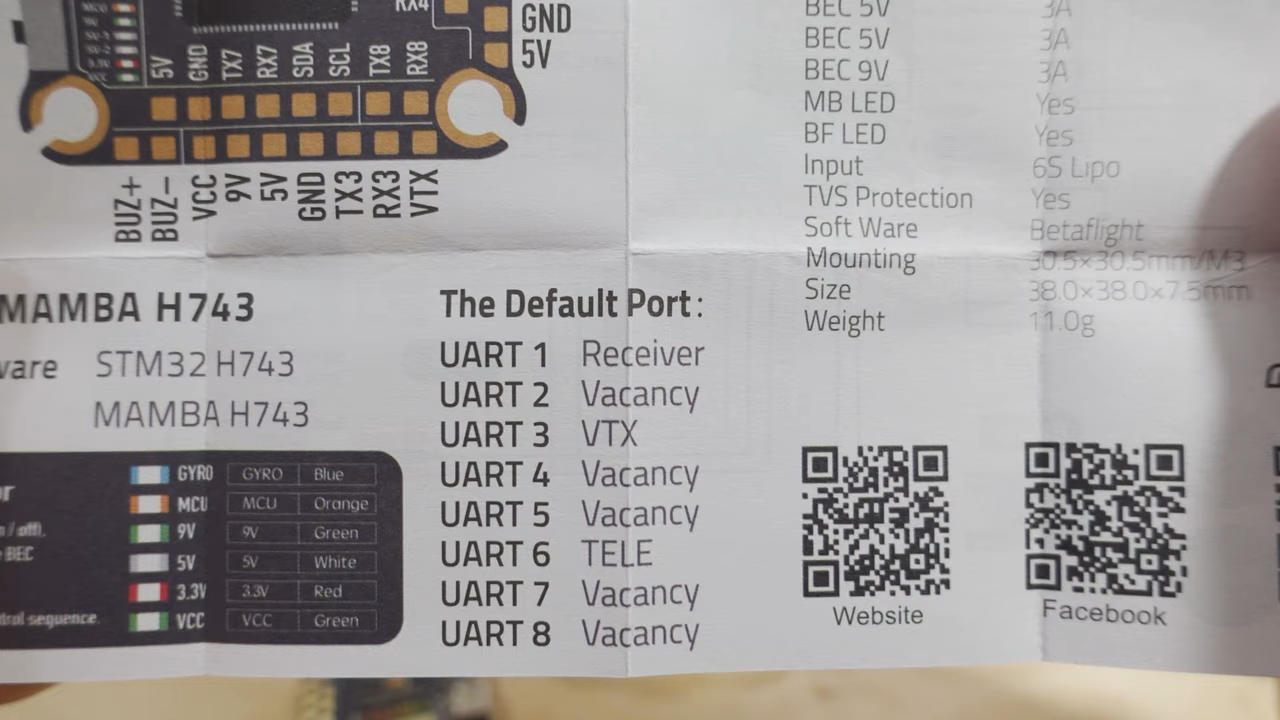 RX4
GND
5V
5V
GND
TX7
RX7
SDA
SCL
TX8
RX8
BUZ+
BUZ−
VCC
9V
5V
GND
TX3
RX3
VTX
BEC 5V 3A
BEC 5V 3A
BEC 9V 3A
MB LED Yes
BF LED Yes
Input 6S Lipo
TVS Protection Yes
Soft Ware Betaflight
Mounting 30.5×30.5mm/M3
Size 38.0×38.0×7.5mm
Weight 11.0g
MAMBA H743
STM32 H743
MAMBA H743
GYRO GYRO Blue
MCU MCU Orange
9V 9V Green
BEC
5V 5V White
3.3V 3.3V Red
sequence.
VCC VCC Green
The Default Port:
UART 1 Receiver
UART 2 Vacancy
UART 3 VTX
UART 4 Vacancy
UART 5 Vacancy
UART 6 TELE
UART 7 Vacancy
UART 8 Vacancy
Website
Facebook